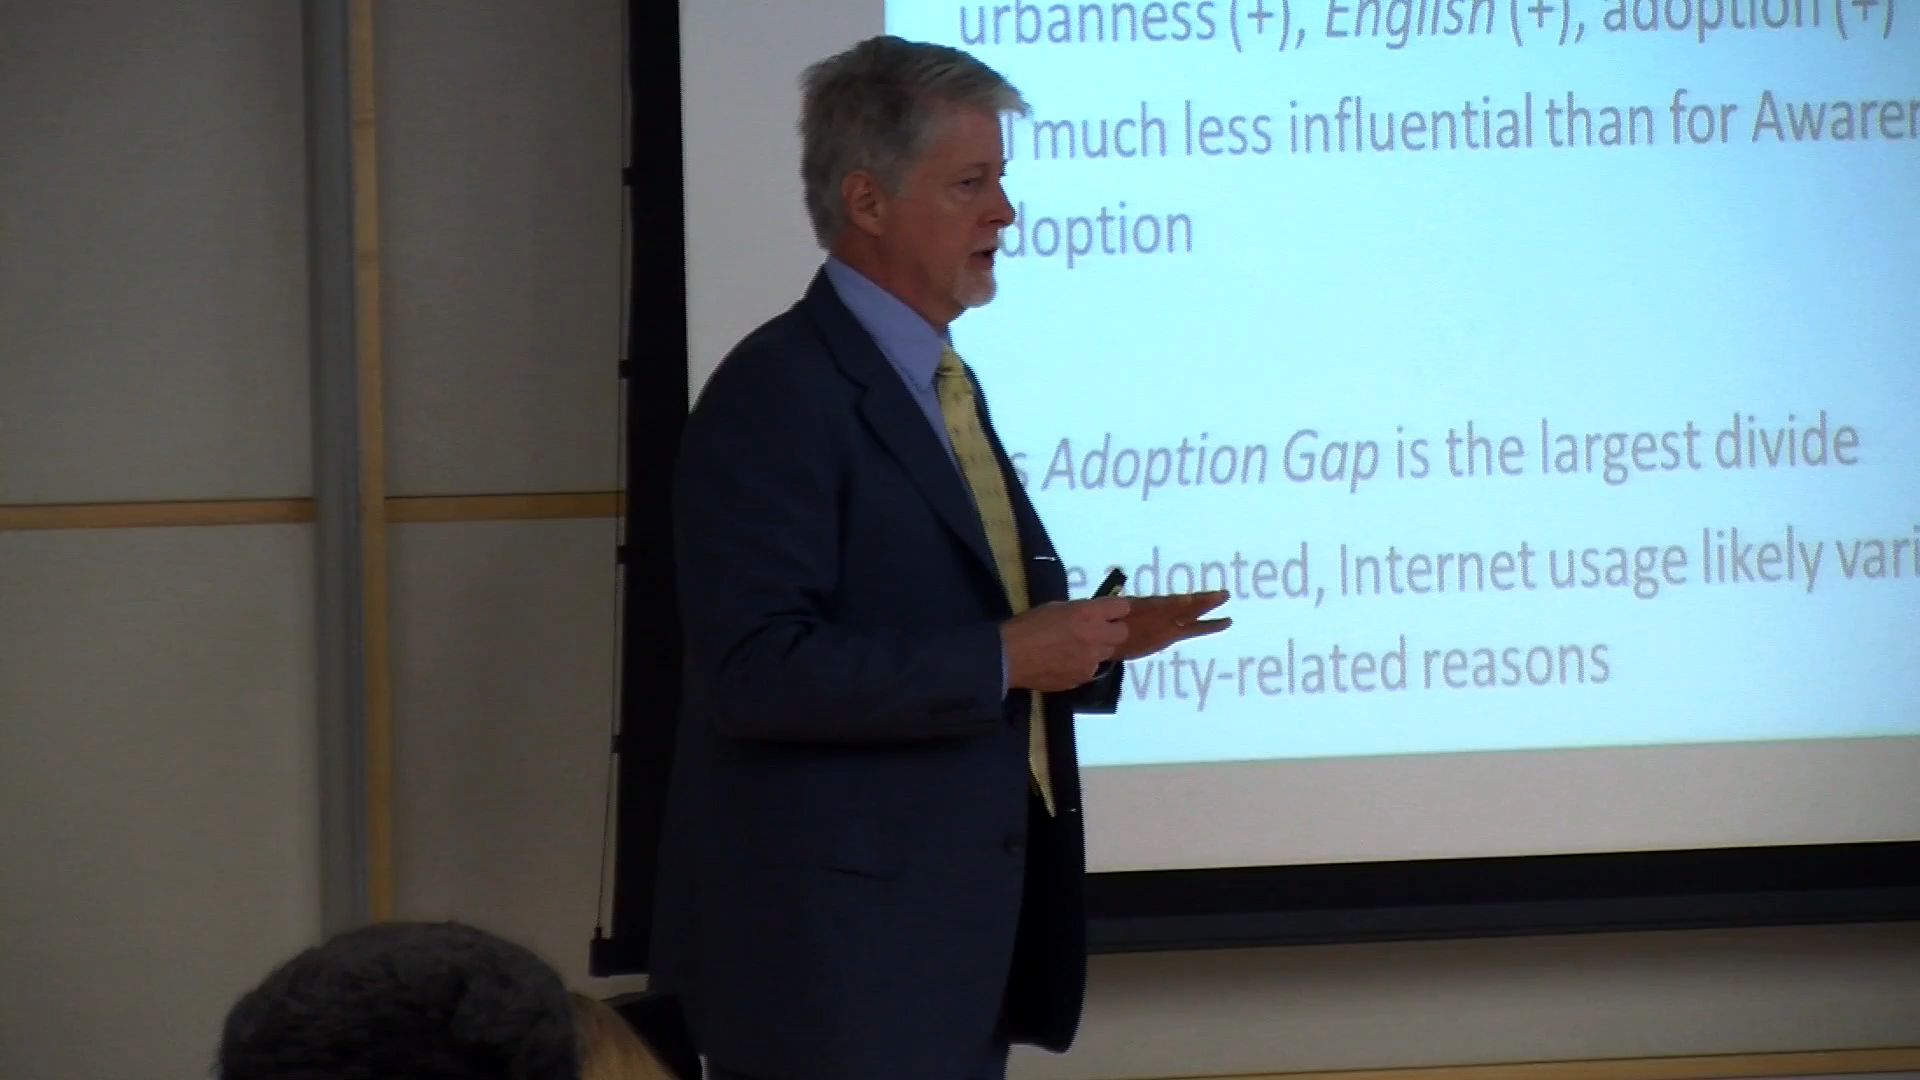 urbanness (+), English (+), adoption (+)
much less influential than for
doption
Adoption Gap is the largest divide
adopted, Internet usage likely vari
vity-related reasons